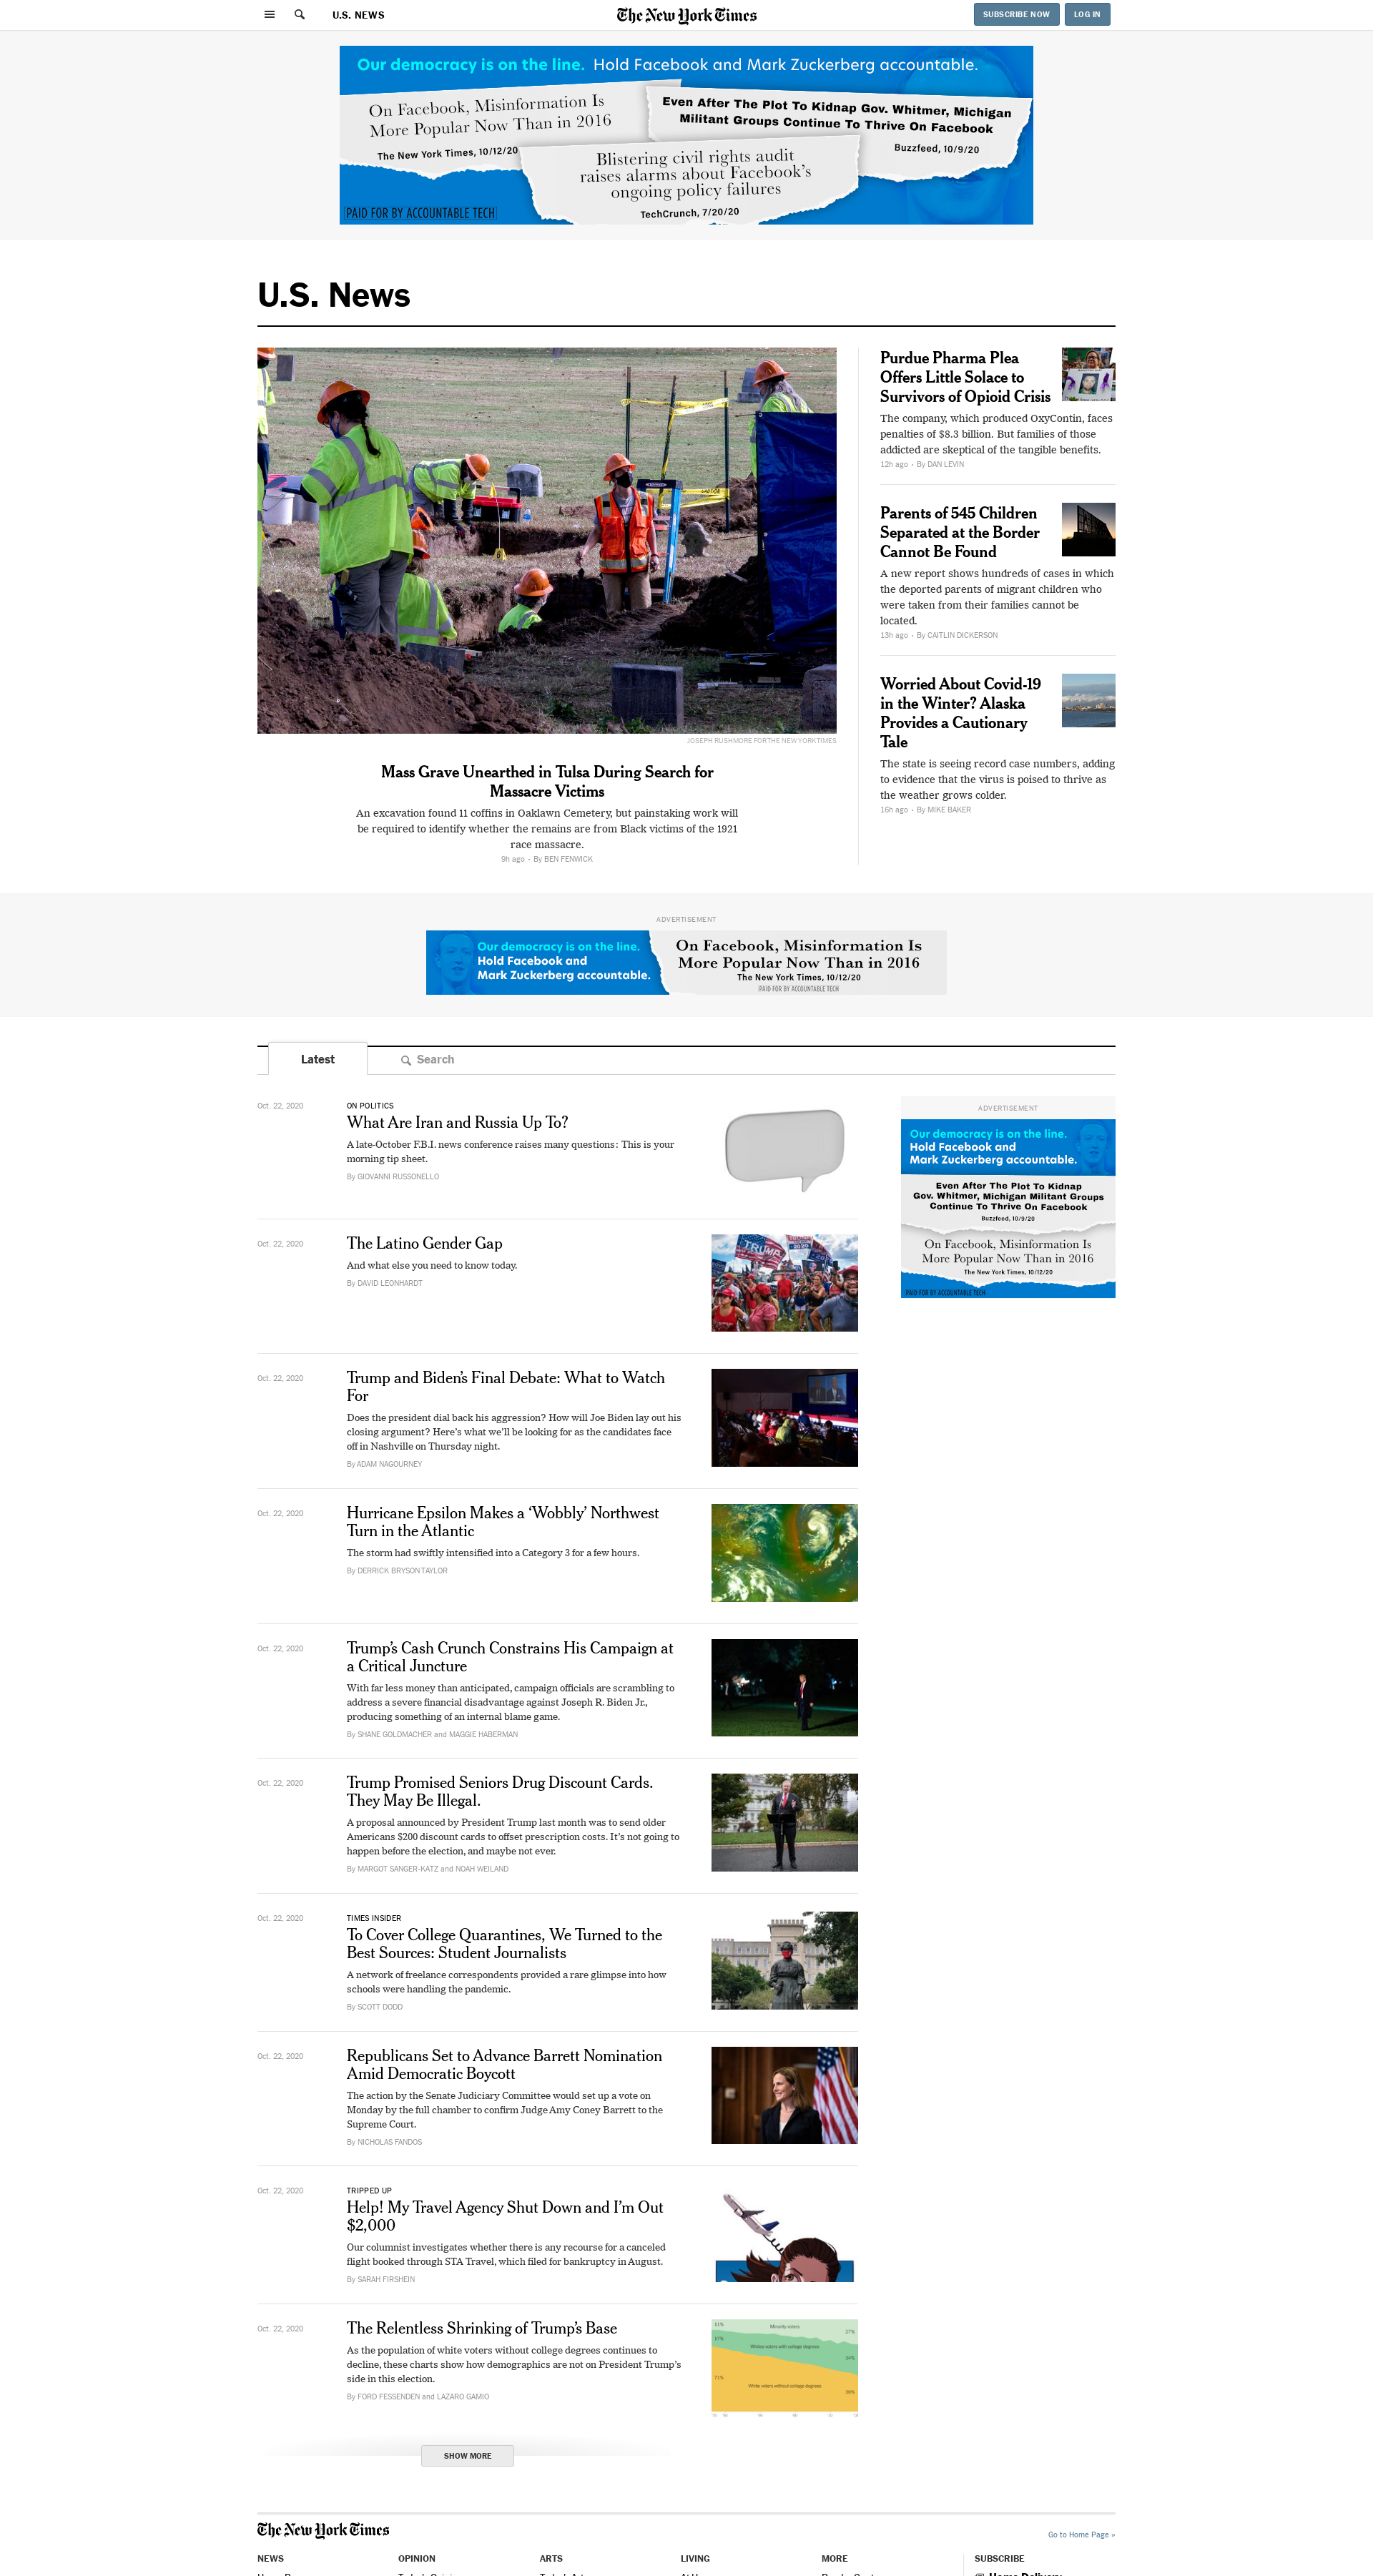 U.S. NEWS
The New York Times
SUBSCRIBE NOW
LOG IN
Our democracy is on the line. Hold Facebook and Mark Zuckerberg accountable.
On Facebook, Misinformation Is
More Popular Now Than in 2016
The New York Times, 10/12/20
Even After The Plot To Kidnap Gov. Whitmer, Michigan
Militant Groups Continue To Thrive On Facebook
Buzzfeed, 10/9/20
Blistering civil rights audit
raises alarms about Facebook's
ongoing policy failures
TechCrunch, 7/20/20
PAID FOR BY ACCOUNTABLE TECH
U.S. News
JOSEPH RUSHMORE FOR THE NEW YORK TIMES
Mass Grave Unearthed in Tulsa During Search for
Massacre Victims
An excavation found 11 coffins in Oaklawn Cemetery, but painstaking work will
be required to identify whether the remains are from Black victims of the 1921
race massacre.
9h ago • By BEN FENWICK
Purdue Pharma Plea
Offers Little Solace to
Survivors of Opioid Crisis
The company, which produced OxyContin, faces
penalties of $8.3 billion. But families of those
addicted are skeptical of the tangible benefits.
12h ago • By DAN LEVIN
Parents of 545 Children
Separated at the Border
Cannot Be Found
A new report shows hundreds of cases in which
the deported parents of migrant children who
were taken from their families cannot be
located.
13h ago • By CAITLIN DICKERSON
Worried About Covid-19
in the Winter? Alaska
Provides a Cautionary
Tale
The state is seeing record case numbers, adding
to evidence that the virus is poised to thrive as
the weather grows colder.
16h ago • By MIKE BAKER
ADVERTISEMENT
Our democracy is on the line.
Hold Facebook and
Mark Zuckerberg accountable.
On Facebook, Misinformation Is
More Popular Now Than in 2016
The New York Times, 10/12/20
PAID FOR BY ACCOUNTABLE TECH
Latest
Search
Oct. 22, 2020
ON POLITICS
What Are Iran and Russia Up To?
A late-October F.B.I. news conference raises many questions: This is your
morning tip sheet.
By GIOVANNI RUSSONELLO
ADVERTISEMENT
Our democracy is on the line.
Hold Facebook and
Mark Zuckerberg accountable.
Even After The Plot To Kidnap
Gov. Whitmer, Michigan Militant Groups
Continue To Thrive On Facebook
Buzzfeed, 10/9/20
On Facebook, Misinformation Is
More Popular Now Than in 2016
The New York Times, 10/12/20
PAID FOR BY ACCOUNTABLE TECH
Oct. 22, 2020
The Latino Gender Gap
And what else you need to know today.
By DAVID LEONHARDT
TRUMP
Oct. 22, 2020
Trump and Biden's Final Debate: What to Watch
For
Does the president dial back his aggression? How will Joe Biden lay out his
closing argument? Here's what we'll be looking for as the candidates face
off in Nashville on Thursday night.
By ADAM NAGOURNEY
Oct. 22, 2020
Hurricane Epsilon Makes a 'Wobbly' Northwest
Turn in the Atlantic
The storm had swiftly intensified into a Category 3 for a few hours.
By DERRICK BRYSON TAYLOR
Oct. 22, 2020
Trump's Cash Crunch Constrains His Campaign at
a Critical Juncture
With far less money than anticipated, campaign officials are scrambling to
address a severe financial disadvantage against Joseph R. Biden Jr.,
producing something of an internal blame game.
By SHANE GOLDMACHER and MAGGIE HABERMAN
Oct. 22, 2020
Trump Promised Seniors Drug Discount Cards.
They May Be Illegal.
A proposal announced by President Trump last month was to send older
Americans $200 discount cards to offset prescription costs. It's not going to
happen before the election, and maybe not ever.
By MARGOT SANGER-KATZ and NOAH WEILAND
Oct. 22, 2020
TIMES INSIDER
To Cover College Quarantines, We Turned to the
Best Sources: Student Journalists
A network of freelance correspondents provided a rare glimpse into how
schools were handling the pandemic.
By SCOTT DODD
Oct. 22, 2020
Republicans Set to Advance Barrett Nomination
Amid Democratic Boycott
The action by the Senate Judiciary Committee would set up a vote on
Monday by the full chamber to confirm Judge Amy Coney Barrett to the
Supreme Court.
By NICHOLAS FANDOS
Oct. 22, 2020
TRIPPED UP
Help! My Travel Agency Shut Down and I'm Out
$2,000
Our columnist investigates whether there is any recourse for a canceled
flight booked through STA Travel, which filed for bankruptcy in August.
By SARAH FIRSHEIN
Oct. 22, 2020
The Relentless Shrinking of Trump's Base
As the population of white voters without college degrees continues to
decline, these charts show how demographics are not on President Trump's
side in this election.
By FORD FESSENDEN and LAZARO GAMIO
Minority voters
Whites voters with college degrees
White voters without college degrees
SHOW MORE
The New York Times
Go to Home Page »
NEWS
OPINION
ARTS
LIVING
MORE
SUBSCRIBE